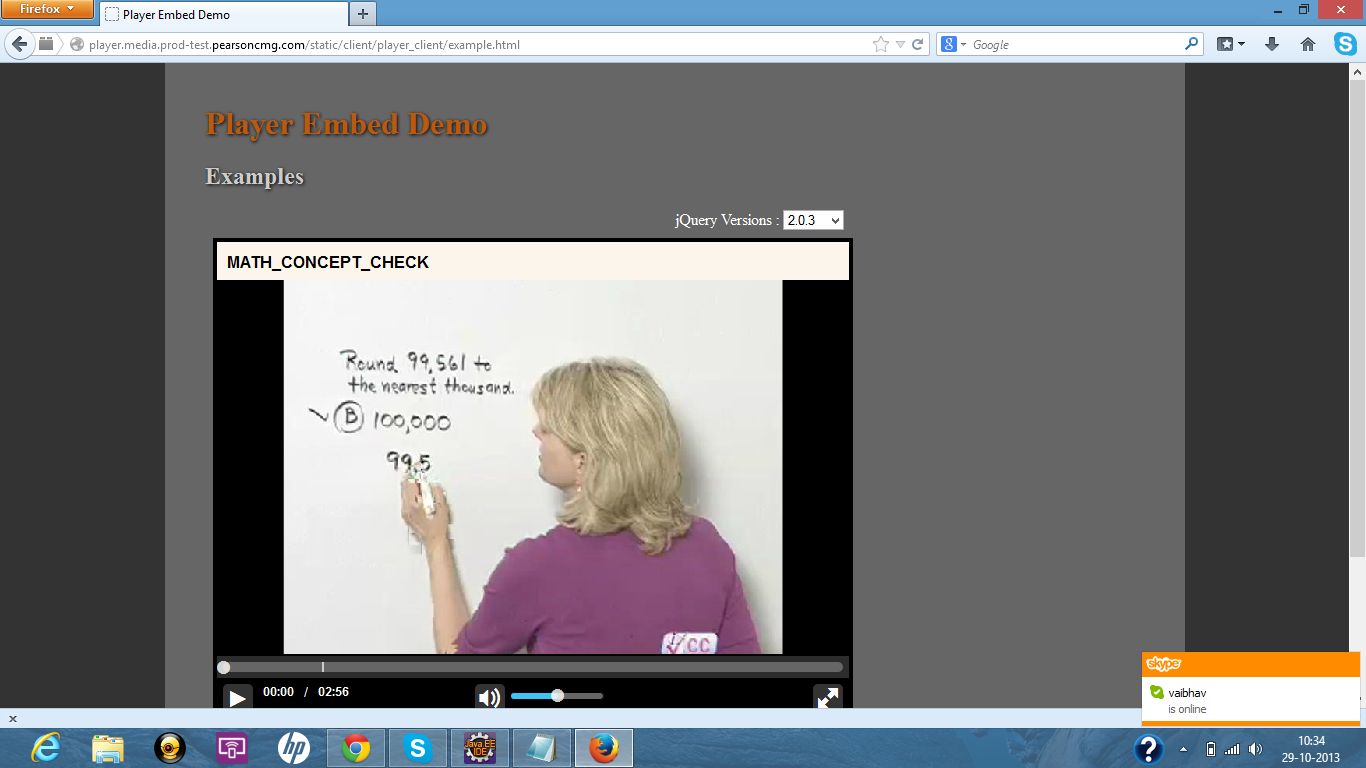 Firefox
Player Embed Demo
player.media.prod-test.pearsoncmg.com/static/client/player_client/example.html
Google
Player Embed Demo
Examples
jQuery Versions : 2.0.3
MATH_CONCEPT_CHECK
Round 99,561 to
the nearest thousand.
B 100,000
99,5
CC
00:00 / 02:56
skype
vaibhav
is online
hp
Java EE
IDE
10:34
29-10-2013